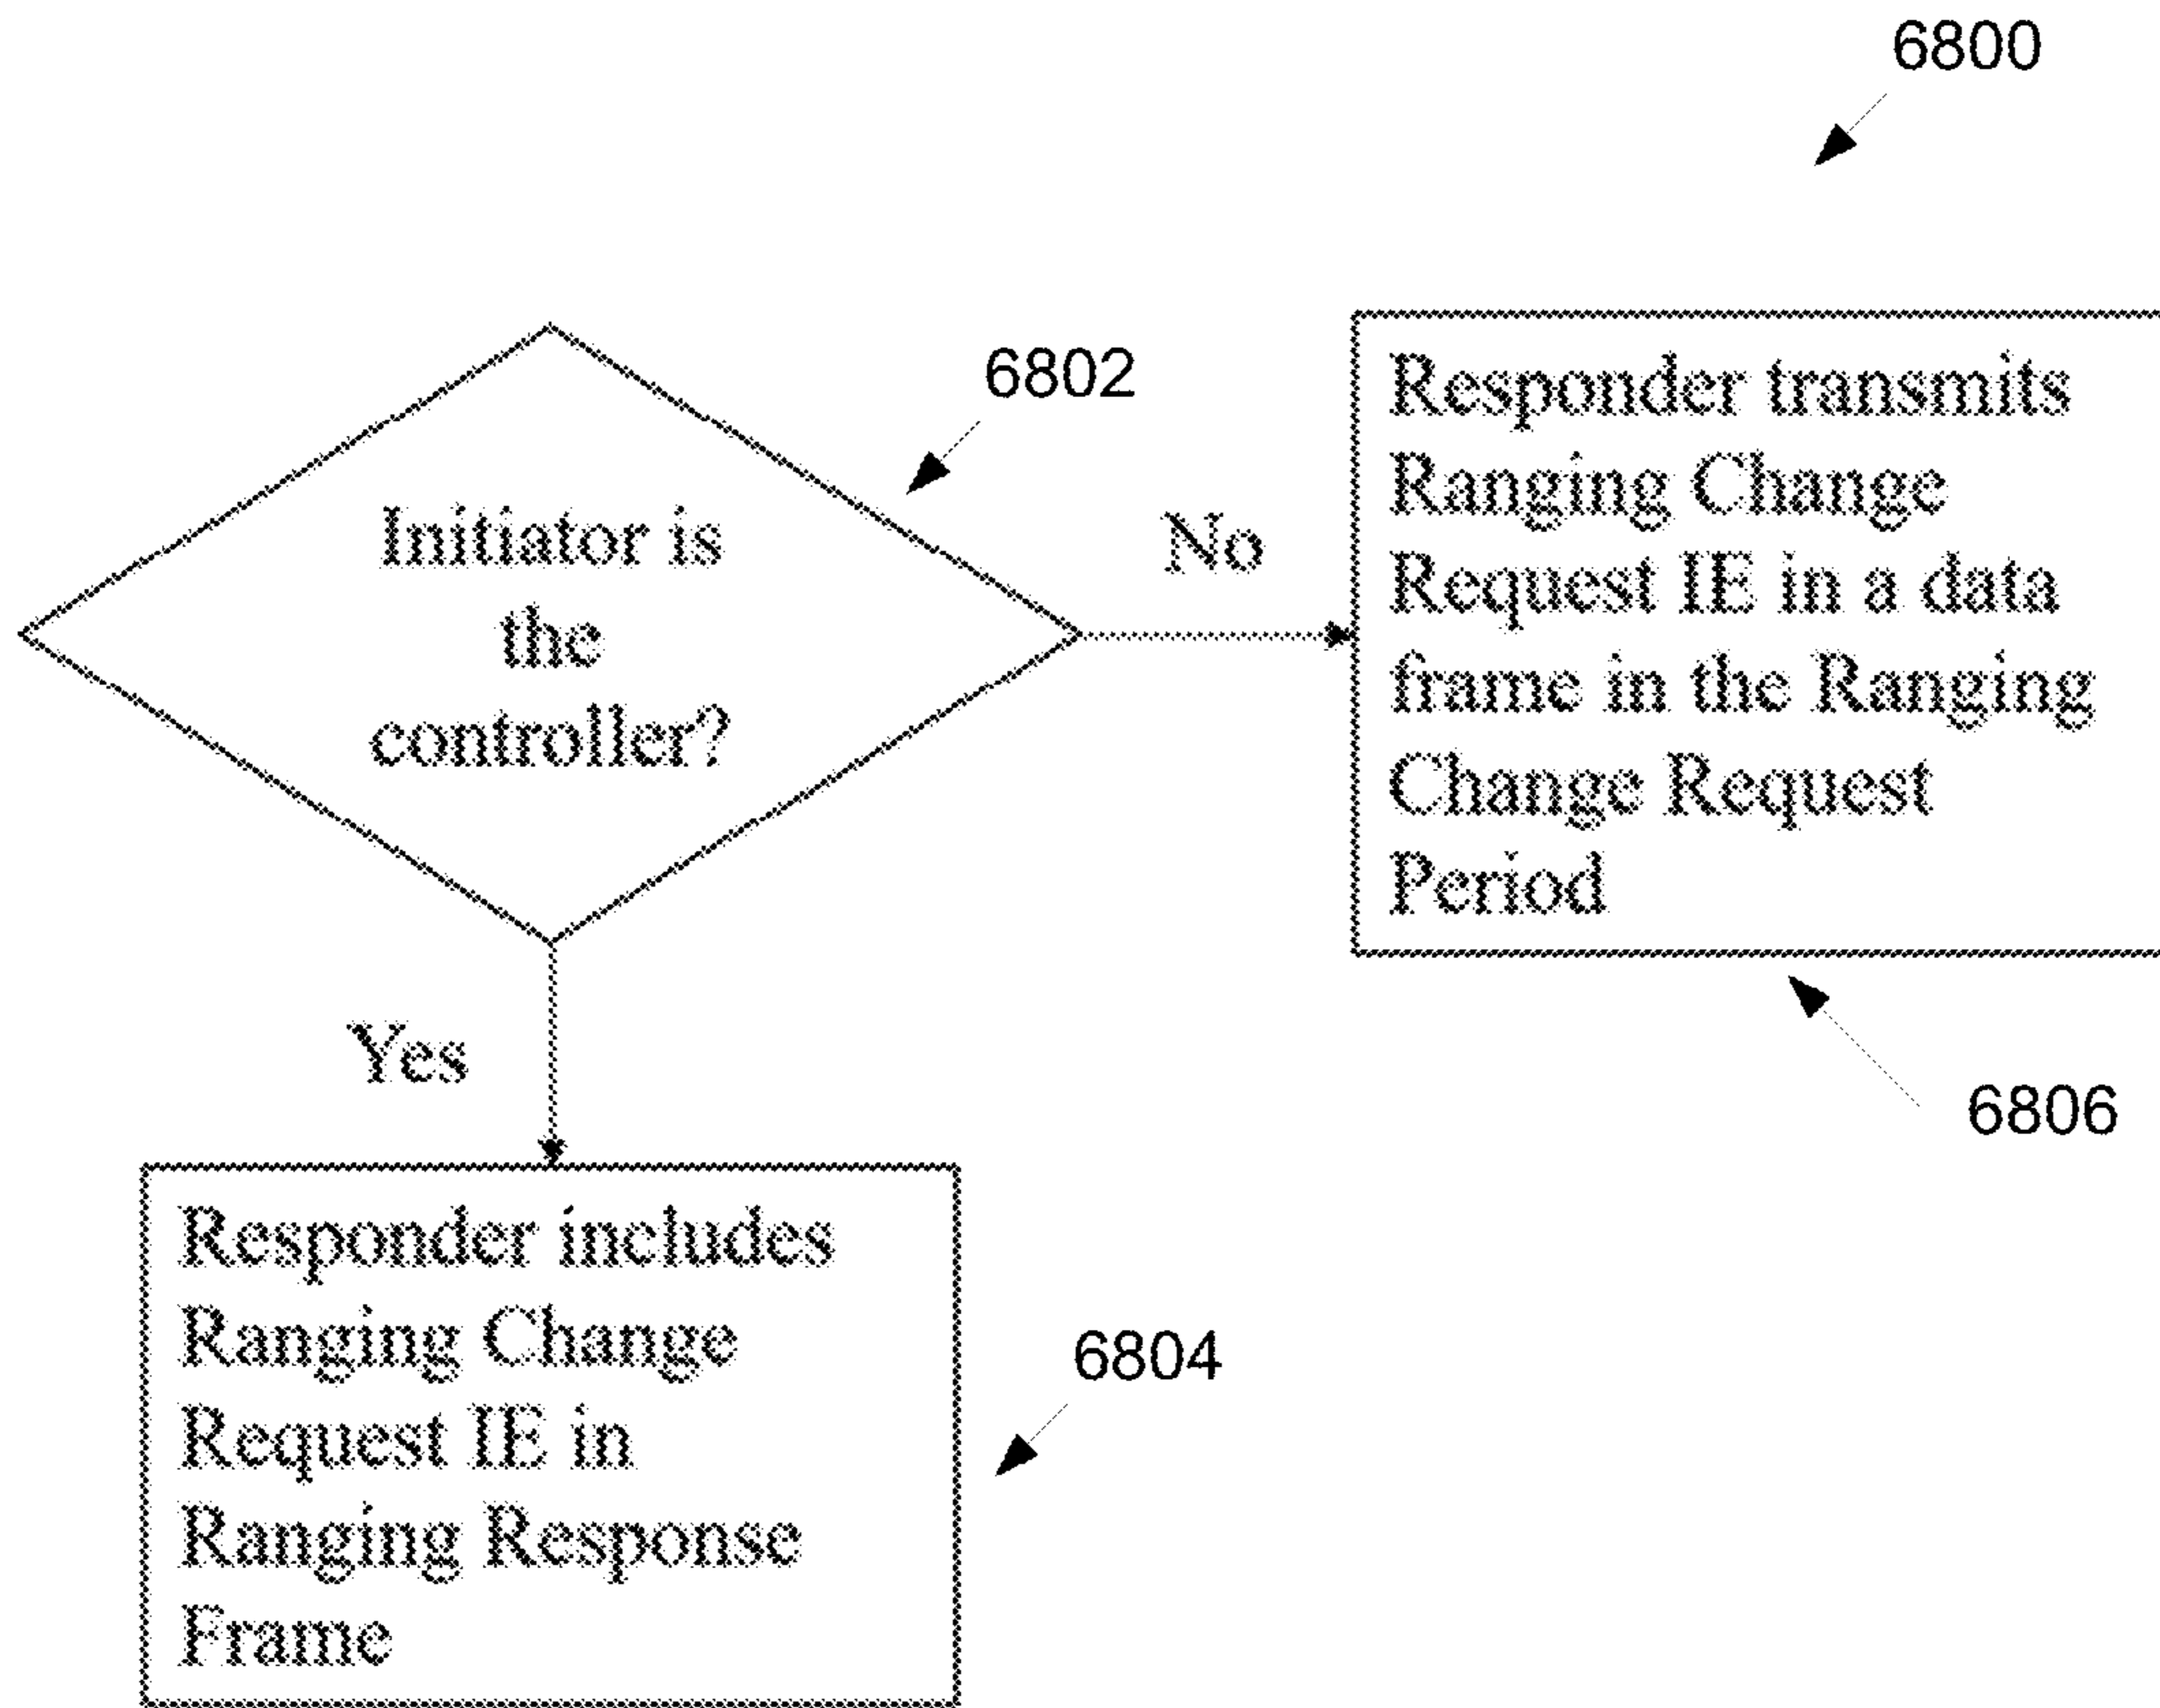 6800
6802
Initiator is
the
controller?
No
Responder transmits
Ranging Change
Request IE in a data
frame in the Ranging
Change Request
Period
6806
Yes
Responder includes
Ranging Change
Request IE in
Ranging Response
Frame
6804